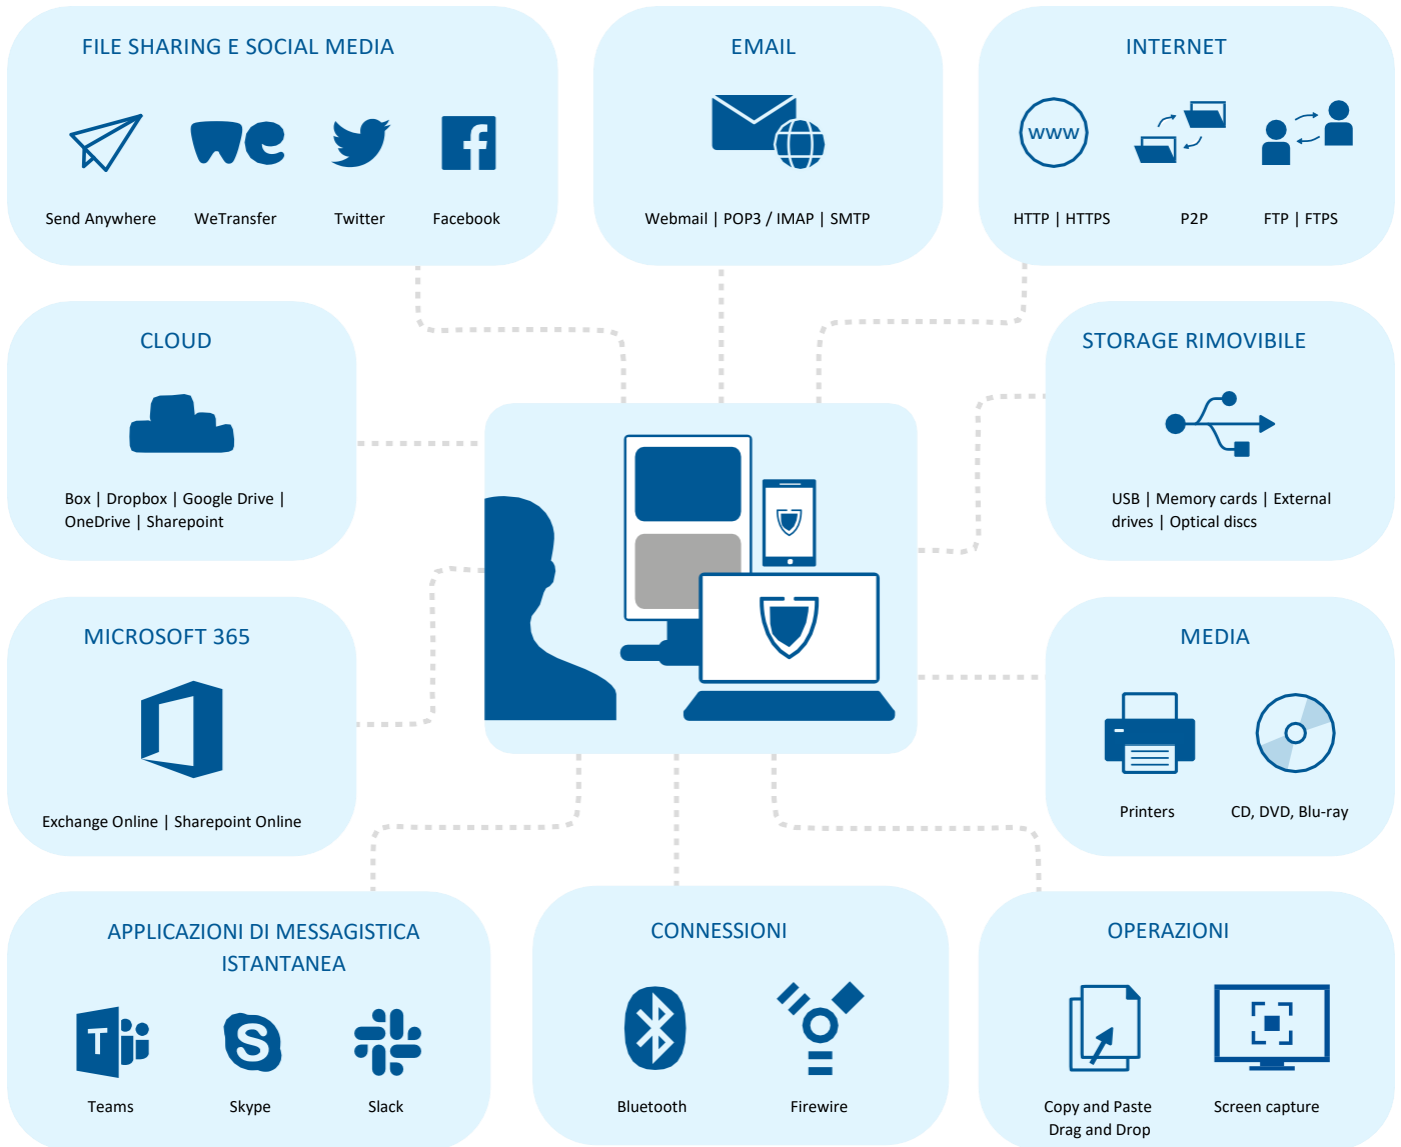 FILE SHARING E SOCIAL MEDIA
Send Anywhere
WeTransfer
Twitter
Facebook
EMAIL
Webmail | POP3 / IMAP | SMTP
INTERNET
www
HTTP | HTTPS
P2P
FTP | FTPS
CLOUD
Box | Dropbox | Google Drive |
OneDrive | Sharepoint
STORAGE RIMOVIBILE
USB | Memory cards | External
drives | Optical discs
MICROSOFT 365
Exchange Online | Sharepoint Online
MEDIA
Printers
CD, DVD, Blu-ray
APPLICAZIONI DI MESSAGISTICA
ISTANTANEA
T
Teams
S
Skype
Slack
CONNESSIONI
Bluetooth
Firewire
OPERAZIONI
Copy and Paste
Drag and Drop
Screen capture